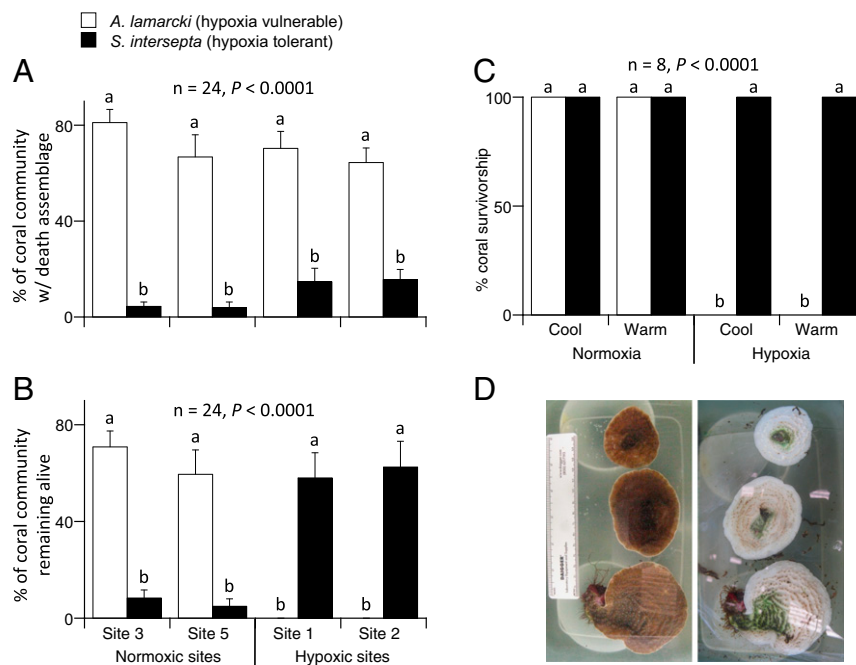 A. lamarcki (hypoxia vulnerable)
S. intersepta (hypoxia tolerant)
A
n = 24, P < 0.0001
% of coral community
w/ death assemblage
80
40
0
a
b
a
b
a
b
a
b
B
n = 24, P < 0.0001
% of coral community
remaining alive
80
40
0
a
b
a
b
b
a
b
a
Site 3 Site 5 Site 1 Site 2
Normoxic sites Hypoxic sites
C
n = 8, P < 0.0001
% coral survivorship
100
50
0
a a a a b a b a
Cool Warm Cool Warm
Normoxia Hypoxia
D